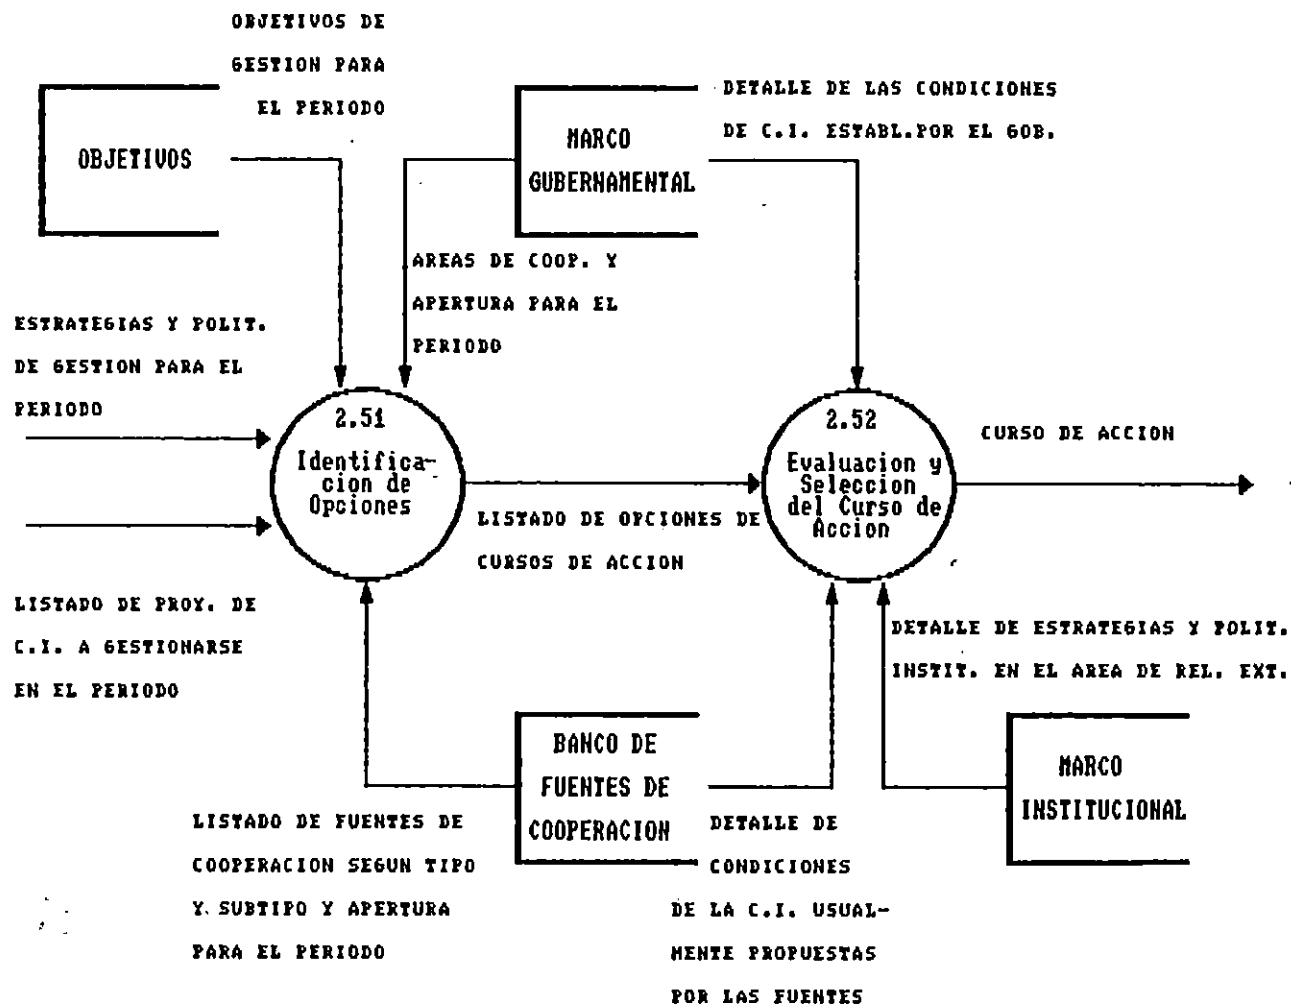 OBJETIVOS DE
GESTION PARA
EL PERIODO
OBJETIVOS
MARCO
GUBERNAMENTAL
DETALLE DE LAS CONDICIONES
DE C.I. ESTABL.POR EL GOB.
AREAS DE COOP. Y
APERTURA PARA EL
PERIODO
ESTRATEGIAS Y POLIT.
DE GESTION PARA EL
PERIODO
2.51
Identifica-
cion de
Opciones
2.52
Evaluacion y
Seleccion
del Curso de
Accion
CURSO DE ACCION
LISTADO DE OPCIONES DE
CURSOS DE ACCION
LISTADO DE PROY. DE
C.I. A GESTIONARSE
EN EL PERIODO
DETALLE DE ESTRATEGIAS Y POLIT.
INSTIT. EN EL AREA DE REL. EXT.
BANCO DE
FUENTES DE
COOPERACION
MARCO
INSTITUCIONAL
LISTADO DE FUENTES DE
COOPERACION SEGUN TIPO
Y SUBTIPO Y APERTURA
PARA EL PERIODO
DETALLE DE
CONDICIONES
DE LA C.I. USUAL-
MENTE PROPUESTAS
POR LAS FUENTES